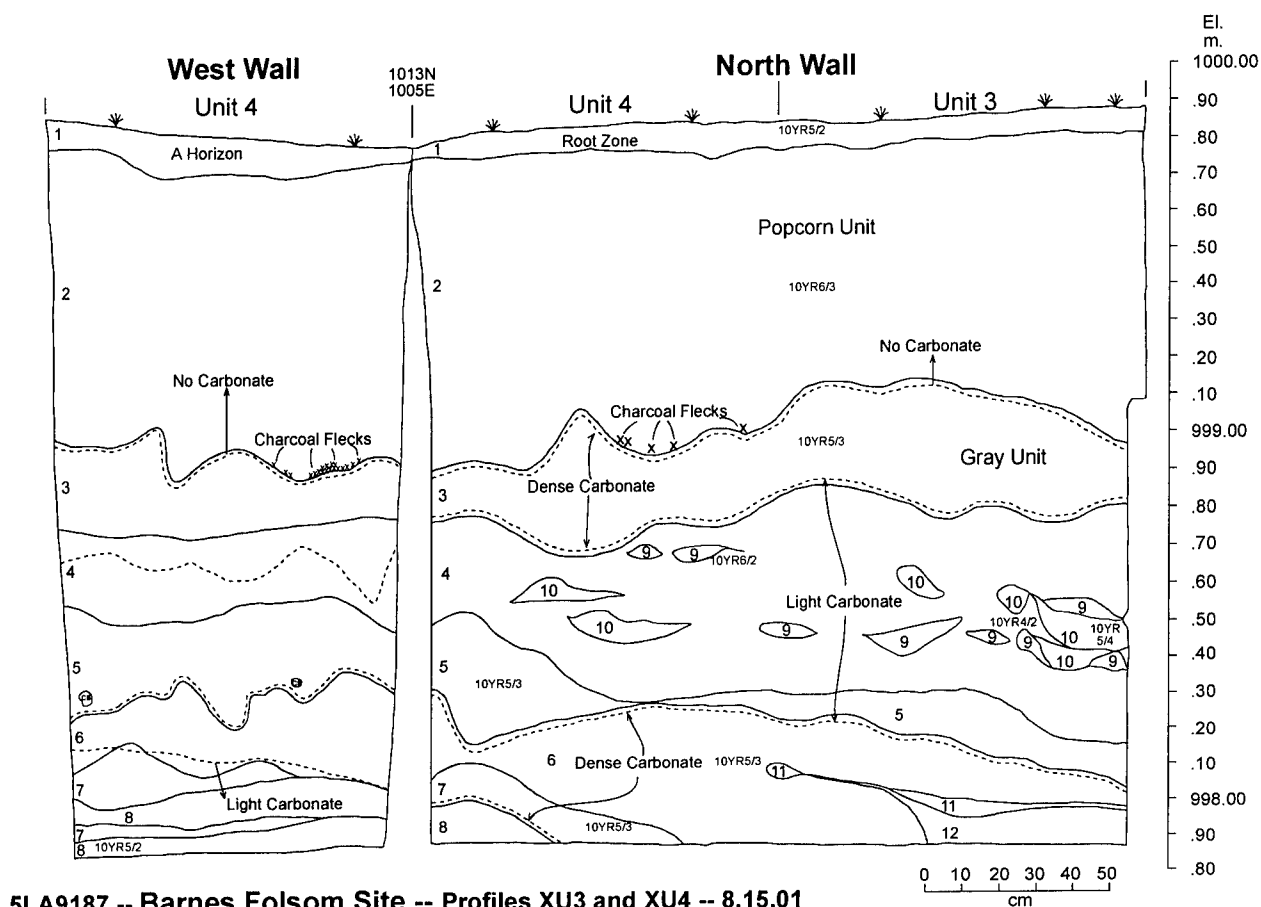 El.
m.
1000.00
.90
.80
.70
.60
.50
.40
.30
.20
.10
999.00
.90
.80
.70
.60
.50
.40
.30
.20
.10
998.00
.90
.80
West Wall
Unit 4
1013N
1005E
North Wall
Unit 4
Unit 3
1
A Horizon
1
Root Zone
10YR5/2
2
2
Popcorn Unit
10YR6/3
No Carbonate
No Carbonate
Charcoal Flecks
Charcoal Flecks
10YR5/3
Gray Unit
3
3
Dense Carbonate
4
4
9
9
10YR6/2
10
10
Light Carbonate
9
9
10
10
9
10YR4/2
9
9
10
10YR
5/4
10
9
5
5
10YR5/3
5
6
6
Dense Carbonate
10YR5/3
11
11
12
7
Light Carbonate
8
7
8
10YR5/2
7
8
10YR5/3
0 10 20 30 40 50
cm
5LA9187 -- Barnes Folsom Site -- Profiles XU3 and XU4 -- 8.15.01